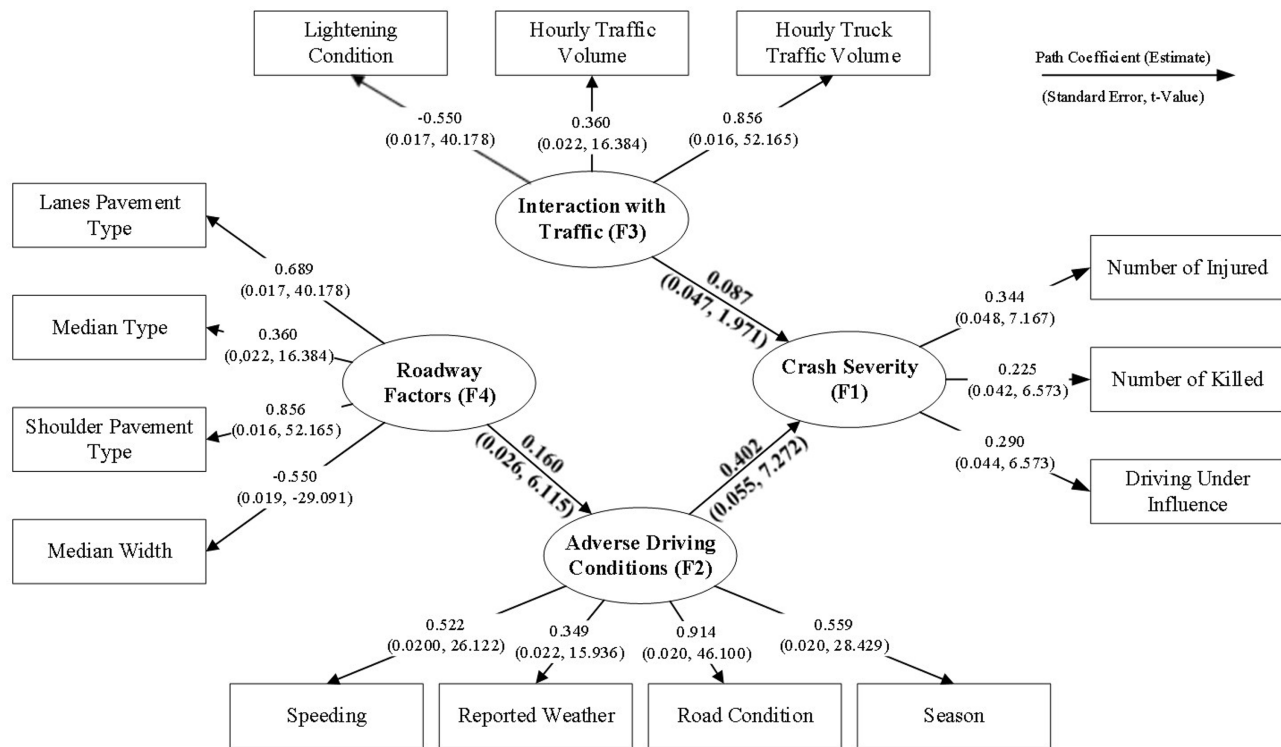 Lightening
Condition
Hourly Traffic
Volume
Hourly Truck
Traffic Volume
Path Coefficient (Estimate)
(Standard Error, t-Value)
-0.550
(0.017, 40.178)
0.360
(0.022, 16.384)
0.856
(0.016, 52.165)
Interaction with
Traffic (F3)
Lanes Pavement
Type
0.689
(0.017, 40.178)
Median Type
0.360
(0,022, 16.384)
Shoulder Pavement
Type
0.856
(0.016, 52.165)
-0.550
(0.019, -29.091)
Median Width
Roadway
Factors (F4)
0.087
(0.047, 1.971)
Crash Severity
(F1)
0.344
(0.048, 7.167)
Number of Injured
0.225
(0.042, 6.573)
Number of Killed
0.290
(0.044, 6.573)
Driving Under
Influence
0.160
(0.026, 6.115)
0.402
(0.055, 7.272)
Adverse Driving
Conditions (F2)
0.522
(0.0200, 26.122)
0.349
(0.022, 15.936)
0.914
(0.020, 46.100)
0.559
(0.020, 28.429)
Speeding
Reported Weather
Road Condition
Season